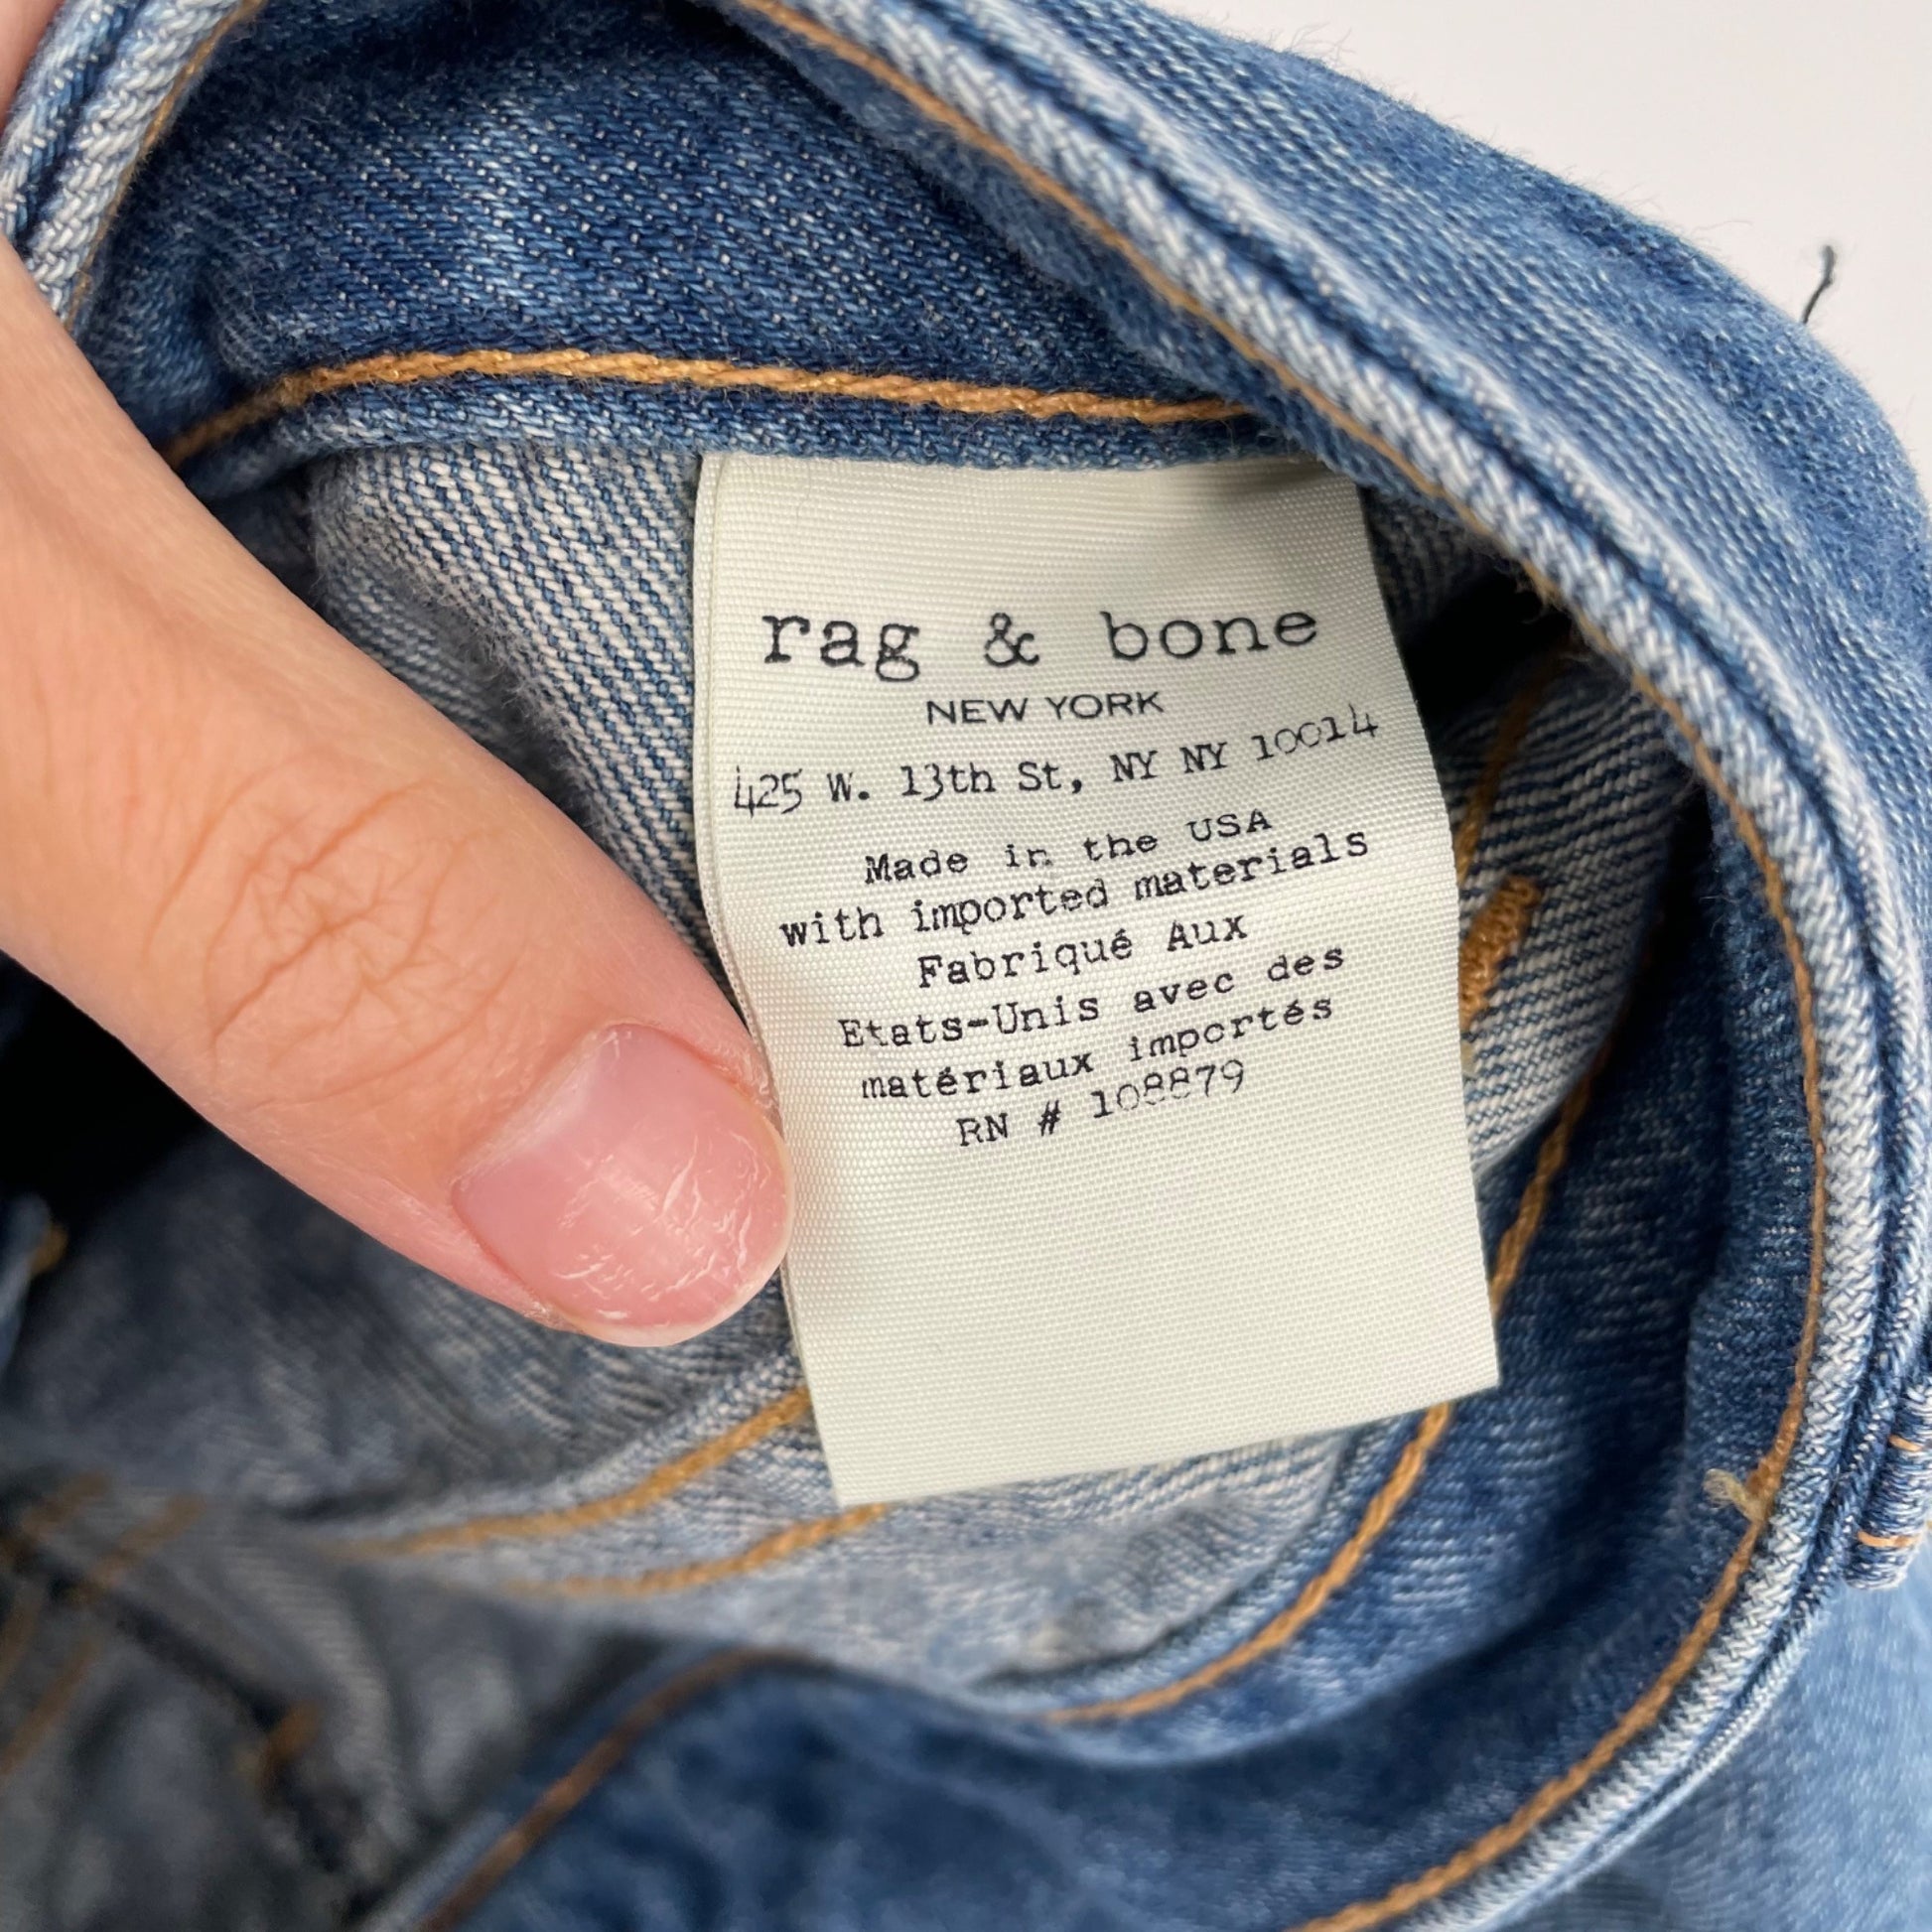 rag & bone
NEW YORK
425 W. 13th St, NY NY 10014
Made in the USA
with imported materials
Fabriqué Aux
Etats-Unis avec des
matériaux importés
RN # 108879